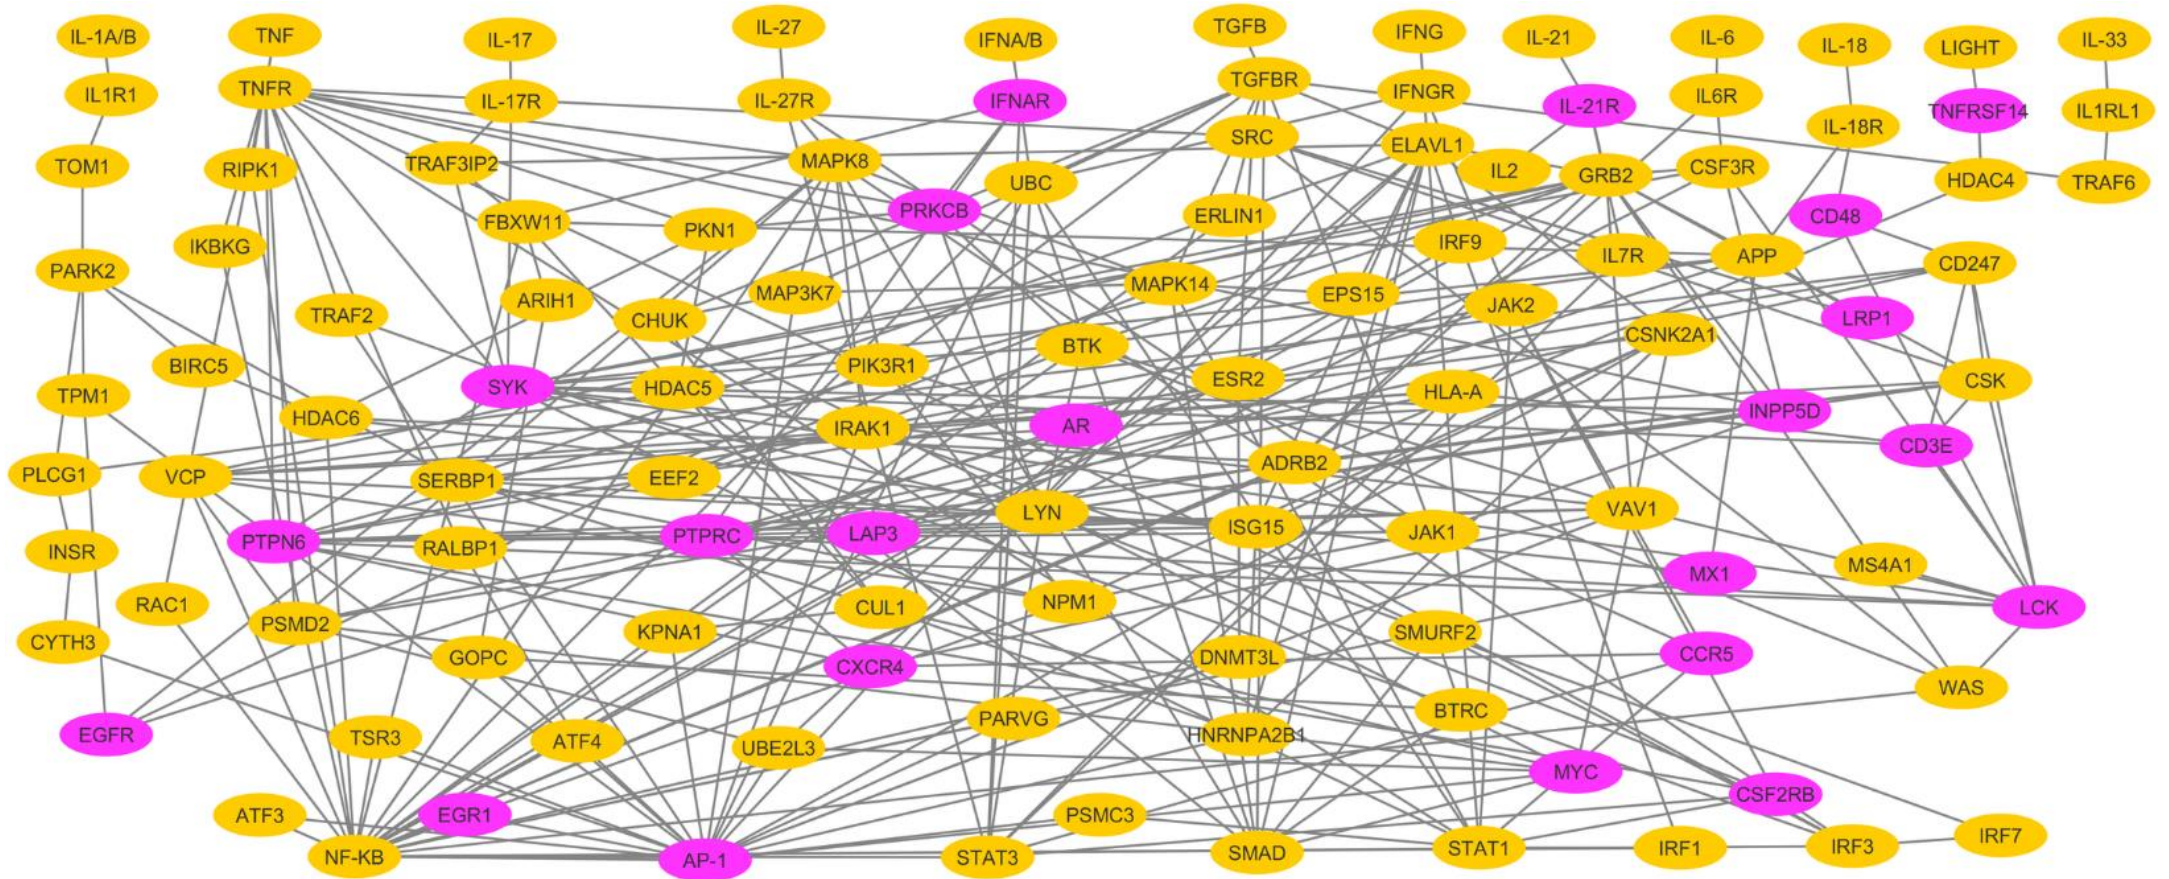 IL-1A/B
TNF
IL-17
IL-27
IFNA/B
TGFB
IFNG
IL-21
IL-6
IL-18
LIGHT
IL-33
IL1R1
TNFR
IL-17R
IL-27R
IFNAR
TGFBR
IFNGR
IL-21R
IL6R
IL-18R
TNFRSF14
IL1RL1
TOM1
RIPK1
TRAF3IP2
MAPK8
UBC
SRC
ELAVL1
IL2
GRB2
CSF3R
HDAC4
TRAF6
PARK2
IKBKG
FBXW11
PKN1
PRKCB
ERLIN1
IRF9
IL7R
APP
CD48
CD247
TRAF2
ARIH1
CHUK
MAP3K7
MAPK14
EPS15
JAK2
CSNK2A1
LRP1
BIRC5
SYK
HDAC5
PIK3R1
BTK
ESR2
HLA-A
INPP5D
CSK
TPM1
HDAC6
IRAK1
AR
CD3E
PLCG1
VCP
SERBP1
EEF2
LYN
ADRB2
ISG15
JAK1
VAV1
INSR
PTPN6
RALBP1
PTPRC
LAP3
MX1
MS4A1
RAC1
PSMD2
KPNA1
CUL1
NPM1
SMURF2
LCK
CYTH3
GOPC
CXCR4
DNMT3L
CCR5
WAS
EGFR
TSR3
ATF4
UBE2L3
PARVG
HNRNPA2B1
BTRC
MYC
CSF2RB
ATF3
EGR1
PSMC3
NF-KB
AP-1
STAT3
SMAD
STAT1
IRF1
IRF3
IRF7